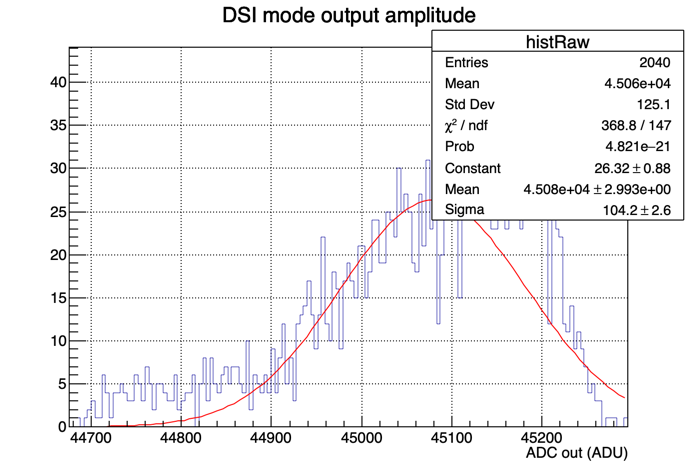 DSI mode output amplitude
histRaw
Entries 2040
Mean 4.506e+04
Std Dev 125.1
χ² / ndf 368.8 / 147
Prob 4.821e−21
Constant 26.32 ± 0.88
Mean 4.508e+04 ± 2.993e+00
Sigma 104.2 ± 2.6
40
35
30
25
20
15
10
5
0
44700 44800 44900 45000 45100 45200
ADC out (ADU)